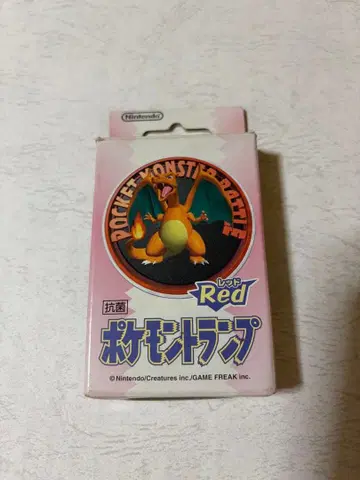 Nintendo
POCKET MONSTAR BATTLE
レッド
Red
抗菌
ポケモントランプ
©Nintendo/Creatures inc./GAME FREAK inc.